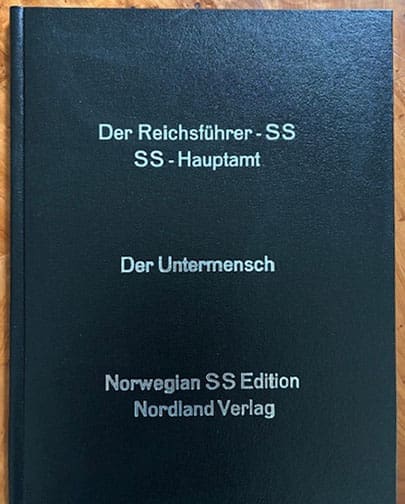 Der Reichsführer - SS
SS - Hauptamt
Der Untermensch
Norwegian SS Edition
Nordland Verlag